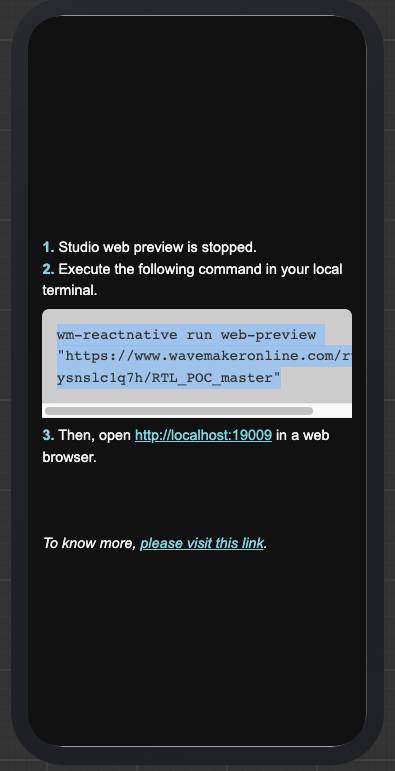 1. Studio web preview is stopped.
2. Execute the following command in your local
terminal.
wm-reactnative run web-preview
"https://www.wavemakeronline.com/
ysnslc1q7h/RTL_POC_master"
3. Then, open http://localhost:19009 in a web
browser.
To know more, please visit this link.